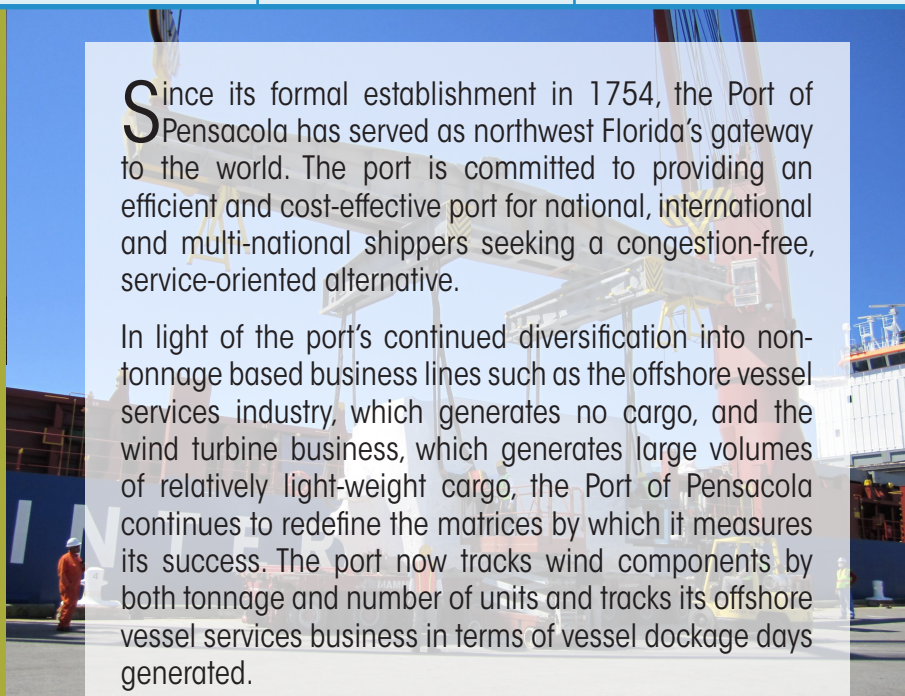 Since its formal establishment in 1754, the Port of
Pensacola has served as northwest Florida's gateway
to the world. The port is committed to providing an
efficient and cost-effective port for national, international
and multi-national shippers seeking a congestion-free,
service-oriented alternative.
In light of the port's continued diversification into non-
tonnage based business lines such as the offshore vessel
services industry, which generates no cargo, and the
wind turbine business, which generates large volumes
of relatively light-weight cargo, the Port of Pensacola
continues to redefine the matrices by which it measures
its success. The port now tracks wind components by
both tonnage and number of units and tracks its offshore
vessel services business in terms of vessel dockage days
generated.
INTER